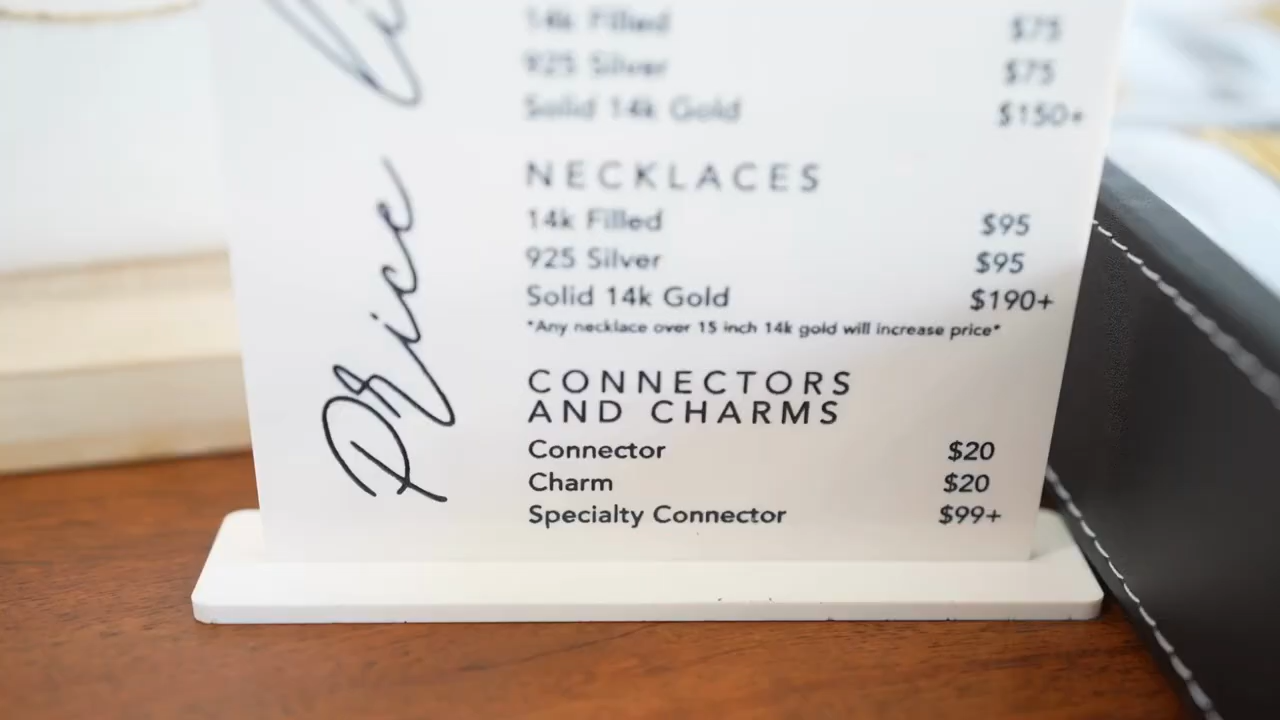 14k Filled $75
925 Silver $75
Solid 14k Gold $150+
NECKLACES
14k Filled $95
925 Silver $95
Solid 14k Gold $190+
*Any necklace over 15 inch 14k gold will increase price*
CONNECTORS
AND CHARMS
Connector $20
Charm $20
Specialty Connector $99+
Price